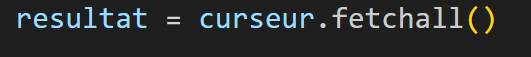 resultat = curseur.fetchall()